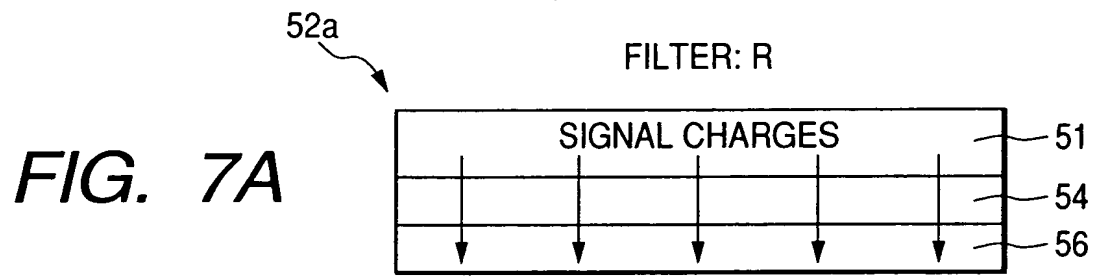 52a
FILTER: R
SIGNAL CHARGES
51
FIG. 7A
54
56